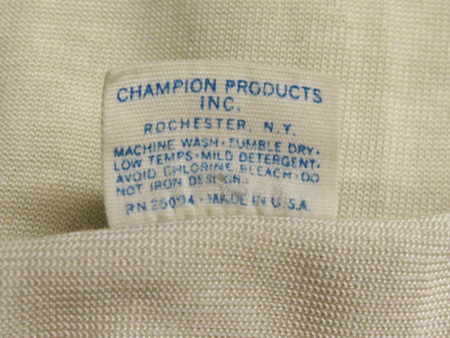 CHAMPION PRODUCTS
INC.
ROCHESTER, N.Y.
MACHINE WASH • TUMBLE DRY •
LOW TEMPS • MILD DETERGENT •
AVOID CHLORINE BLEACH • DO
NOT IRON DESIGN •
RN 26094 • MADE IN U.S.A.